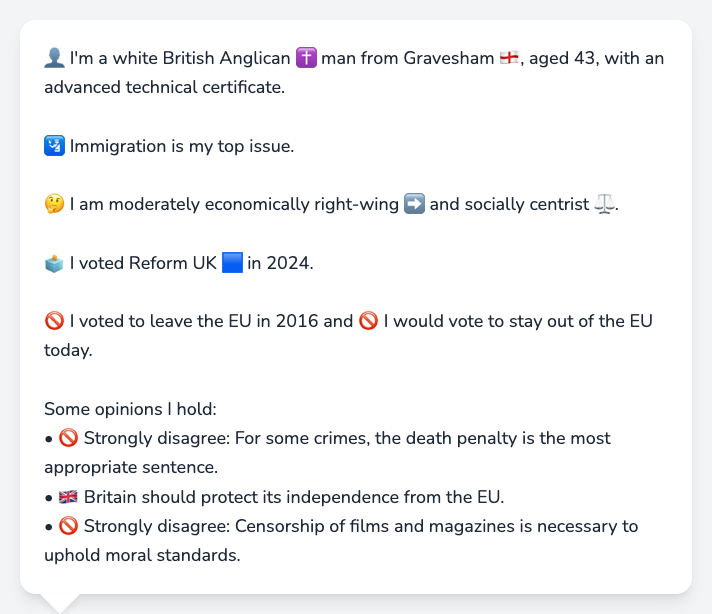 👤 I'm a white British Anglican ✝️ man from Gravesham 🏴󠁧󠁢󠁥󠁮󠁧󠁿, aged 43, with an
advanced technical certificate.
🛂 Immigration is my top issue.
🤔 I am moderately economically right-wing ➡️ and socially centrist ⚖️.
🗳️ I voted Reform UK 🟦 in 2024.
🚫 I voted to leave the EU in 2016 and 🚫 I would vote to stay out of the EU
today.
Some opinions I hold:
• 🚫 Strongly disagree: For some crimes, the death penalty is the most
appropriate sentence.
• 🇬🇧 Britain should protect its independence from the EU.
• 🚫 Strongly disagree: Censorship of films and magazines is necessary to
uphold moral standards.